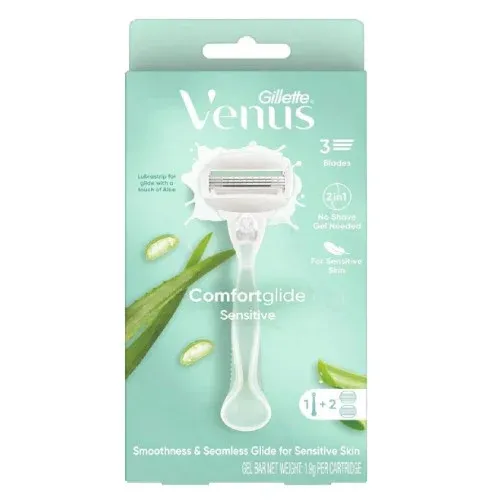 Gillette
Venus
3
Blades
Lubrastrip for
glide with a
touch of Aloe
2in1
No Shave
Gel Needed
For Sensitive
Skin
Comfortglide
Sensitive
1 + 2
Smoothness & Seamless Glide for Sensitive Skin
GEL BAR NET WEIGHT: 1.9g PER CARTRIDGE